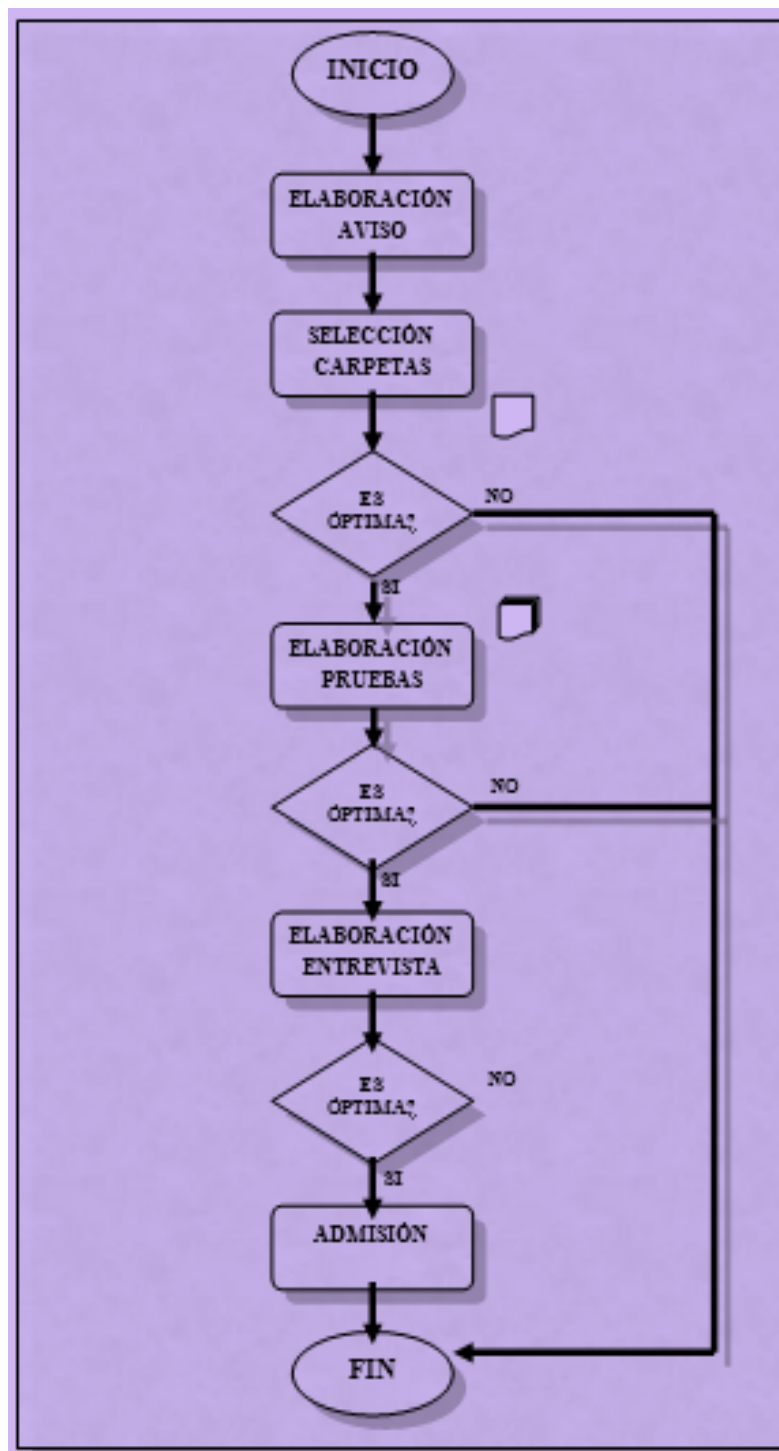 INICIO
ELABORACIÓN
AVISO
SELECCIÓN
CARPETAS
ES
ÓPTIMA?
NO
SI
ELABORACIÓN
PRUEBAS
ES
ÓPTIMA?
NO
SI
ELABORACIÓN
ENTREVISTA
ES
ÓPTIMA?
NO
SI
ADMISIÓN
FIN